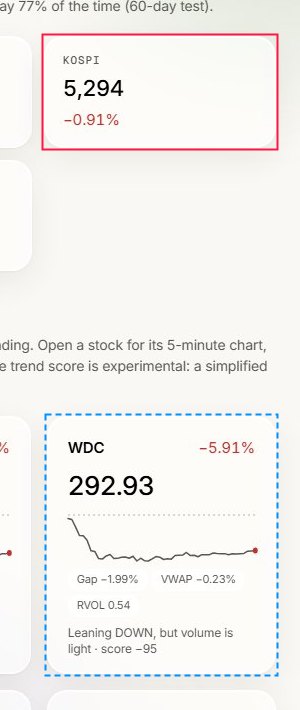 ay 77% of the time (60-day test).
KOSPI
5,294
−0.91%
ding. Open a stock for its 5-minute chart,
e trend score is experimental: a simplified
%
WDC −5.91%
292.93
Gap −1.99% VWAP −0.23%
RVOL 0.54
Leaning DOWN, but volume is
light · score −95